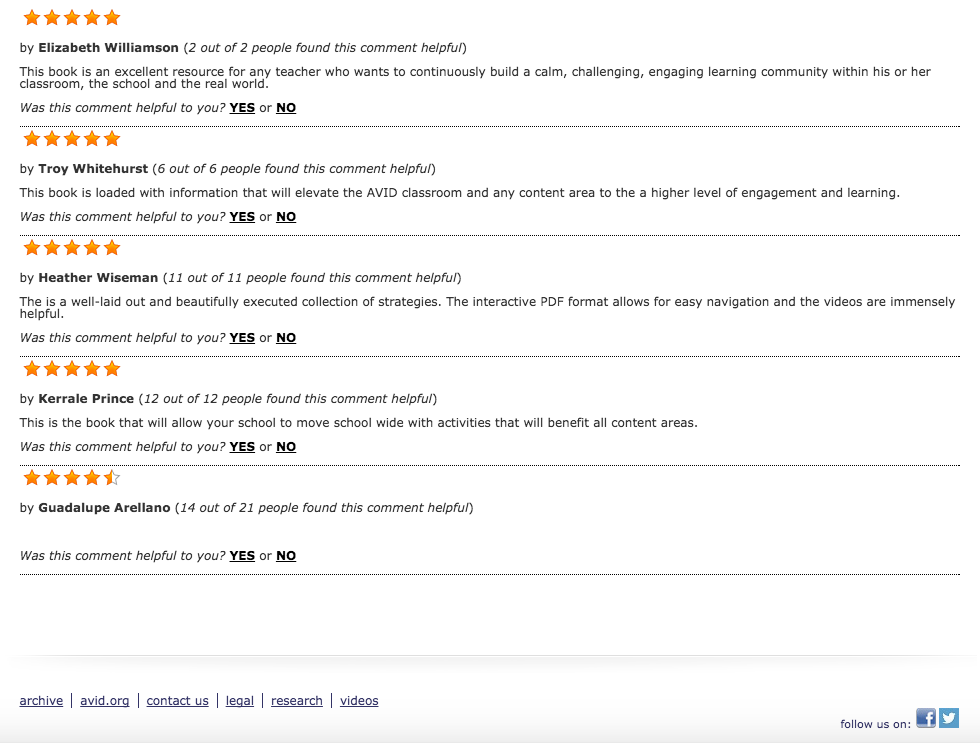 by Elizabeth Williamson (2 out of 2 people found this comment helpful)
This book is an excellent resource for any teacher who wants to continuously build a calm, challenging, engaging learning community within his or her
classroom, the school and the real world.
Was this comment helpful to you? YES or NO
by Troy Whitehurst (6 out of 6 people found this comment helpful)
This book is loaded with information that will elevate the AVID classroom and any content area to the a higher level of engagement and learning.
Was this comment helpful to you? YES or NO
by Heather Wiseman (11 out of 11 people found this comment helpful)
The is a well-laid out and beautifully executed collection of strategies. The interactive PDF format allows for easy navigation and the videos are immensely
helpful.
Was this comment helpful to you? YES or NO
by Kerrale Prince (12 out of 12 people found this comment helpful)
This is the book that will allow your school to move school wide with activities that will benefit all content areas.
Was this comment helpful to you? YES or NO
by Guadalupe Arellano (14 out of 21 people found this comment helpful)
Was this comment helpful to you? YES or NO
archive | avid.org | contact us | legal | research | videos
follow us on: